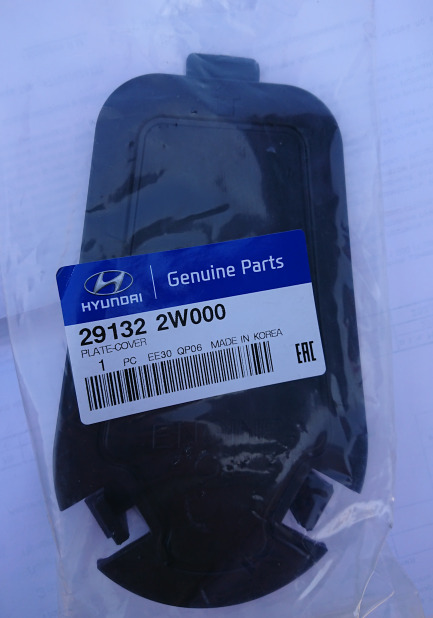 HYUNDAI
Genuine Parts
29132 2W000
PLATE-COVER
1 PC EE30 QP06 MADE IN KOREA
EAC